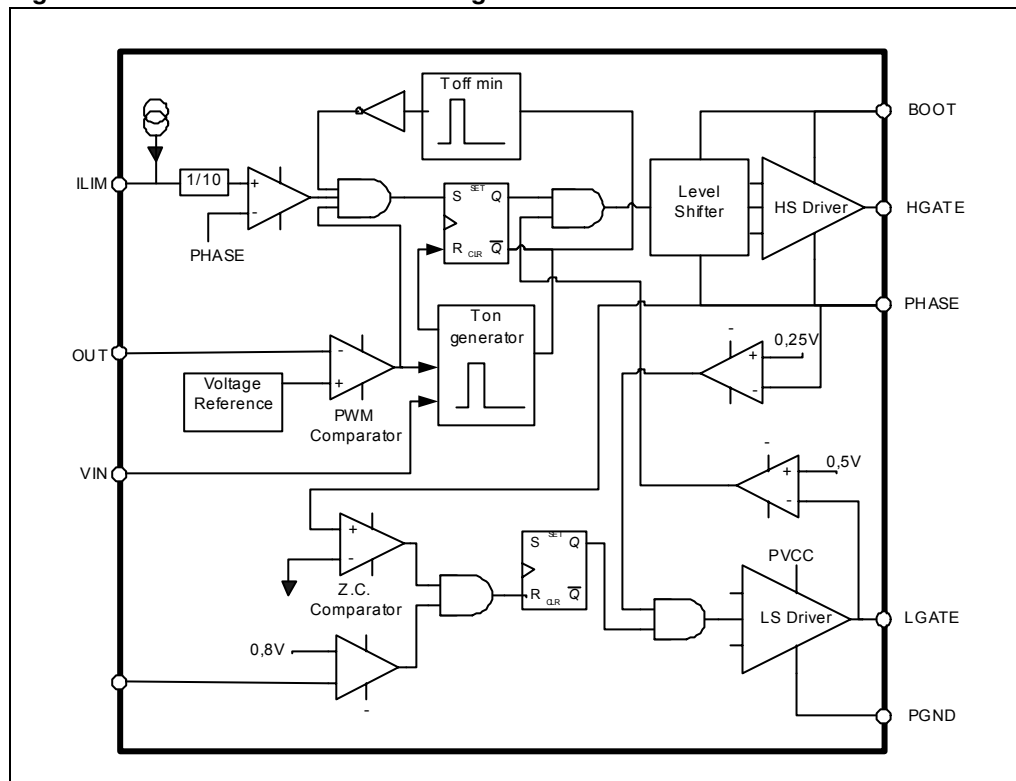 Toff min
BOOT
ILIM
1/10
+
-
S SET Q
R CLR Q
Level
Shifter
HS Driver
HGATE
PHASE
Ton
generator
PHASE
OUT
-
+
Voltage
Reference
PWM
Comparator
-
+
-
0,25V
VIN
-
+
-
0,5V
+
-
Z.C.
Comparator
S SET Q
R CLR Q
PVCC
LS Driver
LGATE
0,8V
-
PGND